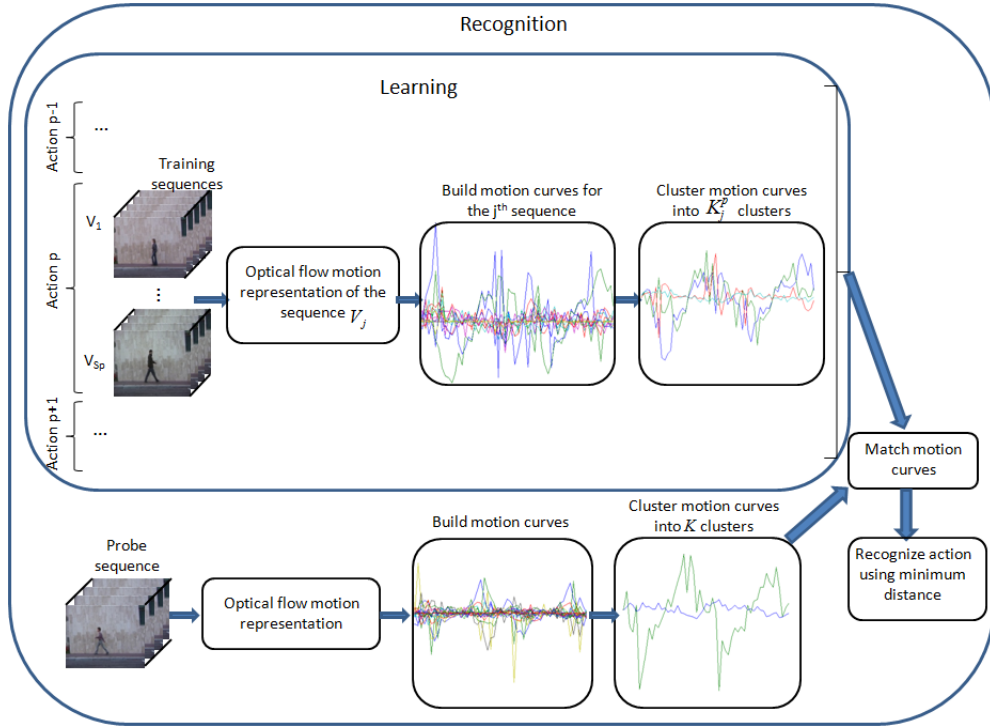 Recognition
Learning
Action p-1
...
Training
sequences
Action p
V1
...
VSp
Optical flow motion
representation of the
sequence Vj
Build motion curves for
the jth sequence
Cluster motion curves
into K_j^p clusters
Action p+1
...
Match motion
curves
Probe
sequence
Optical flow motion
representation
Build motion curves
Cluster motion curves
into K clusters
Recognize action
using minimum
distance